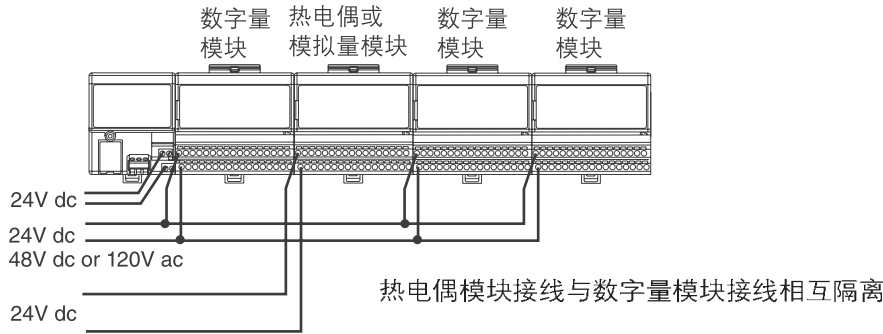 数字量
模块
热电偶或
模拟量模块
数字量
模块
数字量
模块
24V dc
24V dc
48V dc or 120V ac
24V dc
热电偶模块接线与数字量模块接线相互隔离